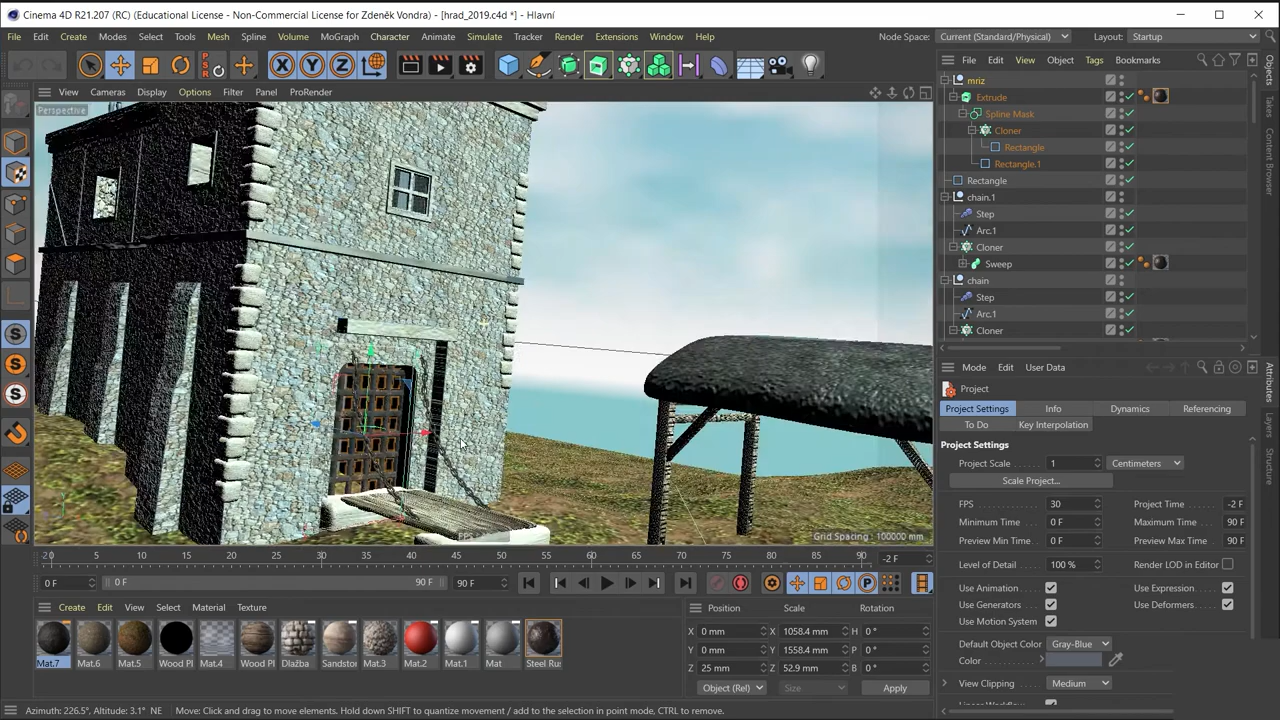 Cinema 4D R21.207 (RC) (Educational License - Non-Commercial License for Zdeněk Vondra) - [hrad_2019.c4d *] - Hlavní
File Edit Create Modes Select Tools Mesh Spline Volume MoGraph Character Animate Simulate Tracker Render Extensions Window Help Node Space: Current (Standard/Physical) Layout: Startup
P S R 0 X Y Z
View Cameras Display Options Filter Panel ProRender
Perspective
FPS
Grid Spacing : 100000 mm
File Edit View Object Tags Bookmarks
mriz
Extrude
Spline Mask
Cloner
Rectangle
Rectangle.1
Rectangle
chain.1
Step
Arc.1
Cloner
Sweep
chain
Step
Arc.1
Cloner
Objects
Takes
Content Browser
Mode Edit User Data
Project
Project Settings Info Dynamics Referencing
To Do Key Interpolation
Project Settings
Project Scale 1 Centimeters
Scale Project...
FPS 30 Project Time -2 F
Minimum Time 0 F Maximum Time 90 F
Preview Min Time 0 F Preview Max Time 90 F
Level of Detail 100 % Render LOD in Editor
Use Animation Use Expression
Use Generators Use Deformers
Use Motion System
Default Object Color Gray-Blue
Color
View Clipping Medium
Attributes
Layers
Structure
-2 0 5 10 15 20 25 30 35 40 45 50 55 60 65 70 75 80 85 90 -2 F
0 F 0 F 90 F 90 F P
Create Edit View Select Material Texture
Mat.7 Mat.6 Mat.5 Wood Pl Mat.4 Wood Pl Dlažba Sandstor Mat.3 Mat.2 Mat.1 Mat Steel Rus
Position Scale Rotation
X 0 mm X 1058.4 mm H 0 °
Y 0 mm Y 1558.4 mm P 0 °
Z 25 mm Z 52.9 mm B 0 °
Object (Rel) Size Apply
Azimuth: 226.5°, Altitude: 3.1° NE Move: Click and drag to move elements. Hold down SHIFT to quantize movement / add to the selection in point mode, CTRL to remove.